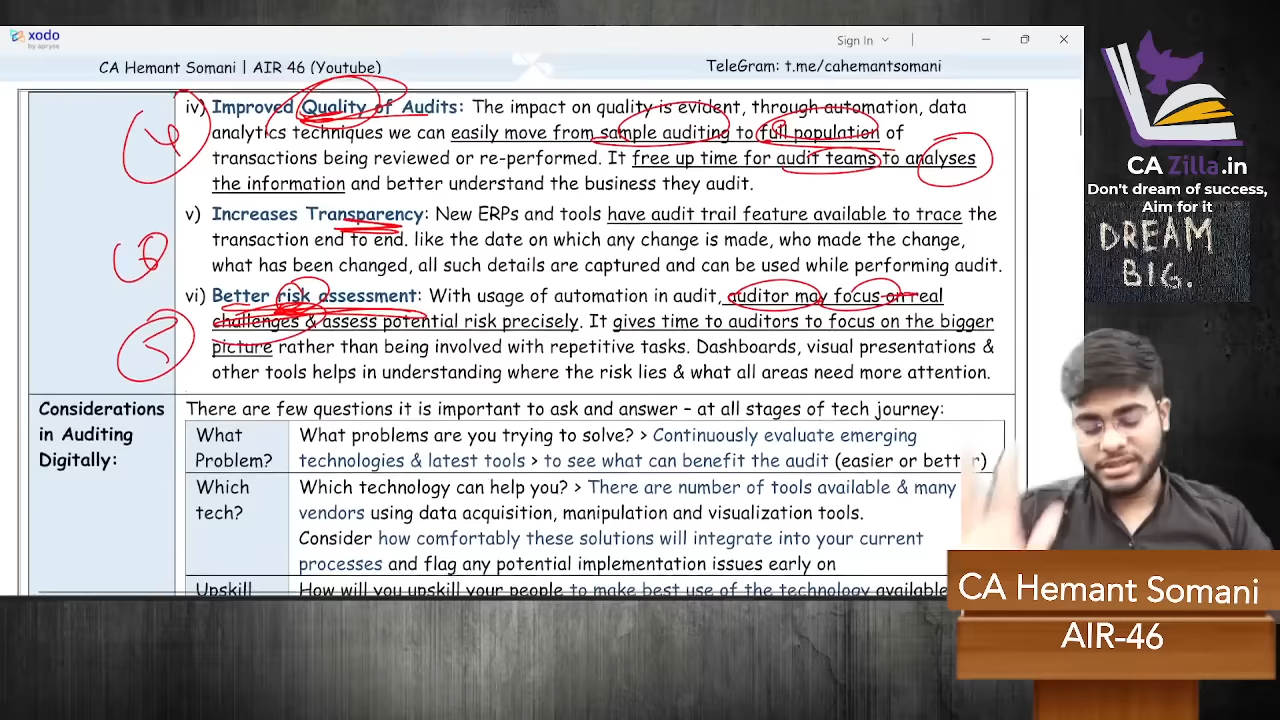 xodo
by apryse
Sign In
CA Hemant Somani | AIR 46 (Youtube)
TeleGram: t.me/cahemantsomani
iv) Improved Quality of Audits: The impact on quality is evident, through automation, data
analytics techniques we can easily move from sample auditing to full population of
transactions being reviewed or re-performed. It free up time for audit teams to analyses
the information and better understand the business they audit.
v) Increases Transparency: New ERPs and tools have audit trail feature available to trace the
transaction end to end. like the date on which any change is made, who made the change,
what has been changed, all such details are captured and can be used while performing audit.
vi) Better risk assessment: With usage of automation in audit, auditor may focus on real
challenges & assess potential risk precisely. It gives time to auditors to focus on the bigger
picture rather than being involved with repetitive tasks. Dashboards, visual presentations &
other tools helps in understanding where the risk lies & what all areas need more attention.
Considerations
in Auditing
Digitally:
There are few questions it is important to ask and answer – at all stages of tech journey:
What
Problem?
What problems are you trying to solve? > Continuously evaluate emerging
technologies & latest tools > to see what can benefit the audit (easier or better)
Which
tech?
Which technology can help you? > There are number of tools available & many
vendors using data acquisition, manipulation and visualization tools.
Consider how comfortably these solutions will integrate into your current
processes and flag any potential implementation issues early on
Upskill
How will you upskill your people to make best use of the technology available
CA Zilla.in
Don't dream of success,
Aim for it
DREAM
BIG.
CA Hemant Somani
AIR-46